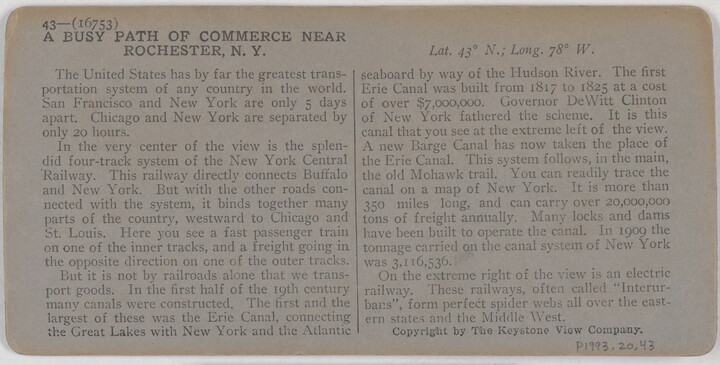 43—(16753)
A BUSY PATH OF COMMERCE NEAR
ROCHESTER, N. Y.
Lat. 43° N.; Long. 78° W.
The United States has by far the greatest trans-
portation system of any country in the world.
San Francisco and New York are only 5 days
apart. Chicago and New York are separated by
only 20 hours.
In the very center of the view is the splen-
did four-track system of the New York Central
Railway. This railway directly connects Buffalo
and New York. But with the other roads con-
nected with the system, it binds together many
parts of the country, westward to Chicago and
St. Louis. Here you see a fast passenger train
on one of the inner tracks, and a freight going in
the opposite direction on one of the outer tracks.
But it is not by railroads alone that we trans-
port goods. In the first half of the 19th century
many canals were constructed. The first and the
largest of these was the Erie Canal, connecting
the Great Lakes with New York and the Atlantic
seaboard by way of the Hudson River. The first
Erie Canal was built from 1817 to 1825 at a cost
of over $7,000,000. Governor DeWitt Clinton
of New York fathered the scheme. It is this
canal that you see at the extreme left of the view.
A new Barge Canal has now taken the place of
the Erie Canal. This system follows, in the main,
the old Mohawk trail. You can readily trace the
canal on a map of New York. It is more than
350 miles long, and can carry over 20,000,000
tons of freight annually. Many locks and dams
have been built to operate the canal. In 1909 the
tonnage carried on the canal system of New York
was 3,116,536.
On the extreme right of the view is an electric
railway. These railways, often called "Interur-
bans", form perfect spider webs all over the east-
ern states and the Middle West.
Copyright by The Keystone View Company.
P1993.20.43